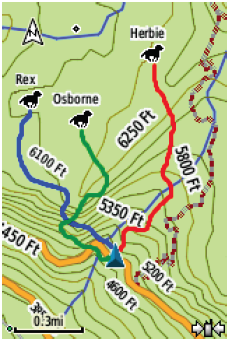 N
Herbie
Rex
Osborne
6250 Ft
6100 Ft
5800 Ft
5350 Ft
450 Ft
5200 Ft
4600 Ft
0.3mi